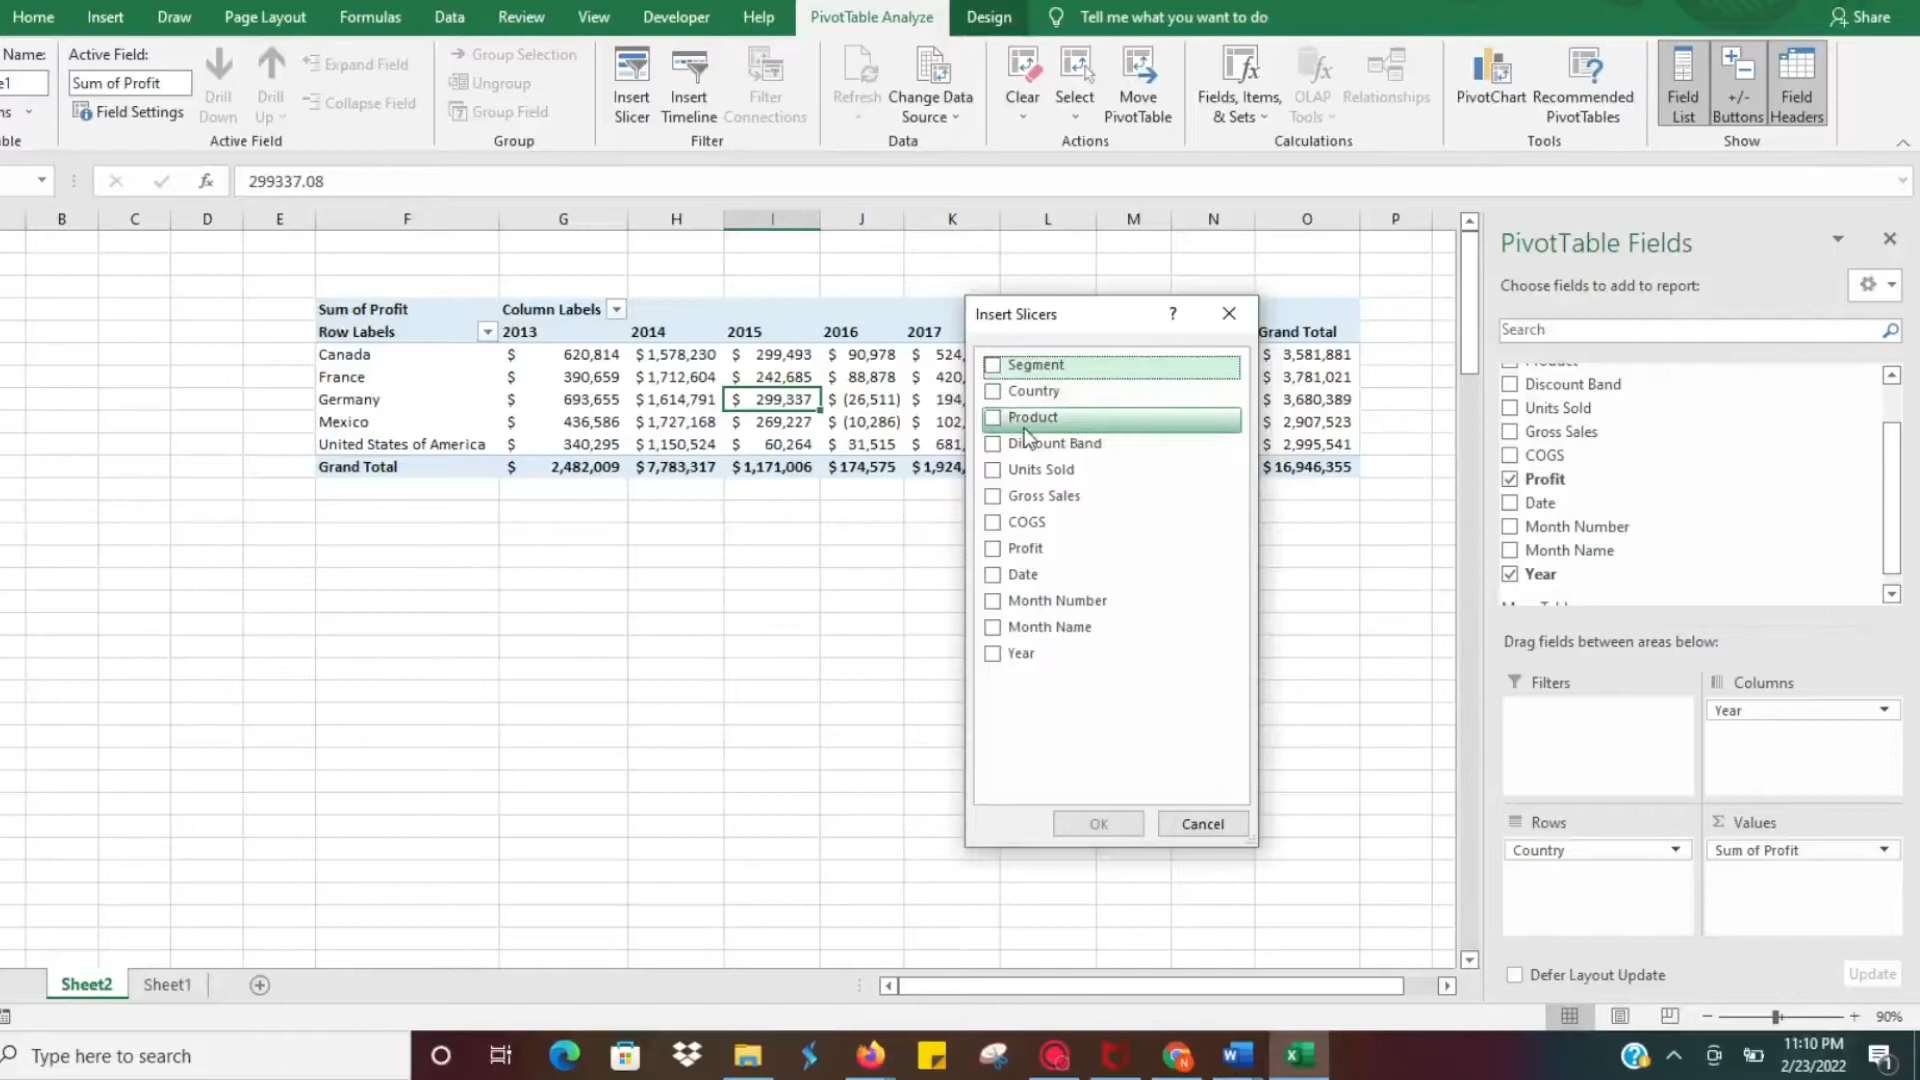 Home Insert Draw Page Layout Formulas Data Review View Developer Help PivotTable Analyze Design Tell me what you want to do Share
Name: Active Field:
e1 Sum of Profit
Field Settings
Drill Down
Drill Up
Expand Field
Collapse Field
Active Field
Group Selection
Ungroup
Group Field
Group
Insert Slicer
Insert Timeline
Filter Connections
Filter
Refresh
Change Data Source
Data
Clear
Select
Move PivotTable
Actions
Fields, Items, & Sets
OLAP Tools
Relationships
Calculations
PivotChart
Recommended PivotTables
Tools
Field List
+/- Buttons
Field Headers
Show
fx 299337.08
B C D E F G H I J K L M N O P
Sum of Profit Column Labels
Row Labels 2013 2014 2015 2016 2017 Grand Total
Canada $ 620,814 $ 1,578,230 $ 299,493 $ 90,978 $ 524, $ 3,581,881
France $ 390,659 $ 1,712,604 $ 242,685 $ 88,878 $ 420, $ 3,781,021
Germany $ 693,655 $ 1,614,791 $ 299,337 $ (26,511) $ 194, $ 3,680,389
Mexico $ 436,586 $ 1,727,168 $ 269,227 $ (10,286) $ 102, $ 2,907,523
United States of America $ 340,295 $ 1,150,524 $ 60,264 $ 31,515 $ 681, $ 2,995,541
Grand Total $ 2,482,009 $ 7,783,317 $ 1,171,006 $ 174,575 $ 1,924, $ 16,946,355
Insert Slicers ?
Segment
Country
Product
Discount Band
Units Sold
Gross Sales
COGS
Profit
Date
Month Number
Month Name
Year
OK Cancel
PivotTable Fields
Choose fields to add to report:
Search
Product
Discount Band
Units Sold
Gross Sales
COGS
Profit
Date
Month Number
Month Name
Year
Drag fields between areas below:
Filters Columns
Year
Rows Σ Values
Country Sum of Profit
Defer Layout Update Update
Sheet2 Sheet1
90%
Type here to search
11:10 PM
2/23/2022